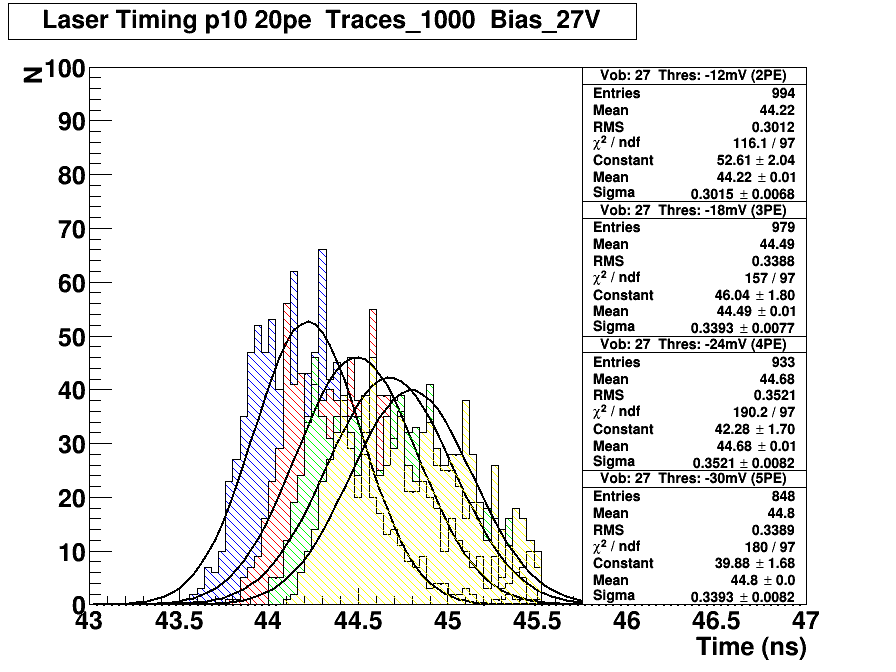 Laser Timing p10 20pe Traces_1000 Bias_27V
N
100
90
80
70
60
50
40
30
20
10
0
43 43.5 44 44.5 45 45.5 46 46.5 47
Time (ns)
Vob: 27 Thres: -12mV (2PE)
Entries 994
Mean 44.22
RMS 0.3012
χ² / ndf 116.1 / 97
Constant 52.61 ± 2.04
Mean 44.22 ± 0.01
Sigma 0.3015 ± 0.0068
Vob: 27 Thres: -18mV (3PE)
Entries 979
Mean 44.49
RMS 0.3388
χ² / ndf 157 / 97
Constant 46.04 ± 1.80
Mean 44.49 ± 0.01
Sigma 0.3393 ± 0.0077
Vob: 27 Thres: -24mV (4PE)
Entries 933
Mean 44.68
RMS 0.3521
χ² / ndf 190.2 / 97
Constant 42.28 ± 1.70
Mean 44.68 ± 0.01
Sigma 0.3521 ± 0.0082
Vob: 27 Thres: -30mV (5PE)
Entries 848
Mean 44.8
RMS 0.3389
χ² / ndf 180 / 97
Constant 39.88 ± 1.68
Mean 44.8 ± 0.0
Sigma 0.3393 ± 0.0082